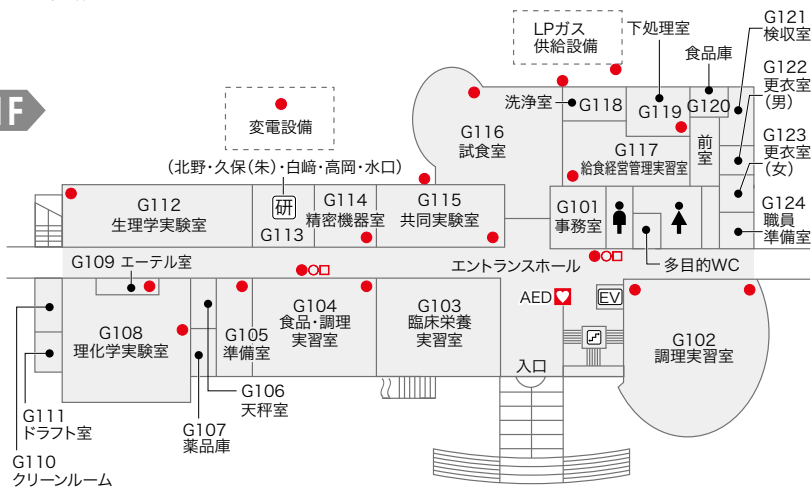 1F
変電設備
LPガス
供給設備
下処理室
食品庫
G121
検収室
G122
更衣室
(男)
G123
更衣室
(女)
G124
職員
準備室
洗浄室
G118
G119
G120
G116
試食室
G117
給食経営管理実習室
前
室
(北野・久保(朱)・白﨑・高岡・水口)
G112
生理学実験室
研
G113
G114
精密機器室
G115
共同実験室
G101
事務室
G109 エーテル室
エントランスホール
多目的WC
AED
EV
G108
理化学実験室
G105
準備室
G104
食品・調理
実習室
G103
臨床栄養
実習室
G102
調理実習室
入口
G106
天秤室
G107
薬品庫
G111
ドラフト室
G110
クリーンルーム